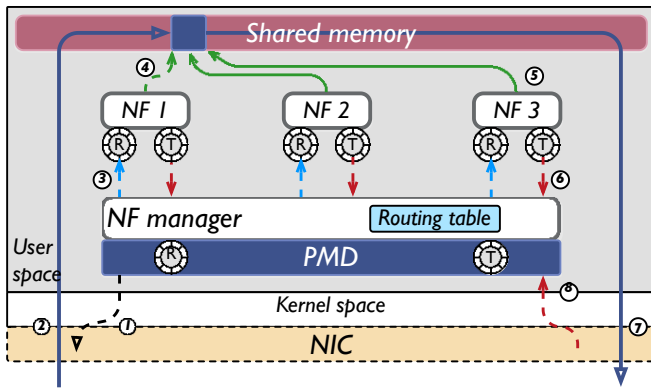 Shared memory
④
⑤
NF 1
NF 2
NF 3
R
T
R
T
R
T
③
⑥
NF manager
Routing table
User
space
R
PMD
T
⑧
Kernel space
②
①
⑦
NIC